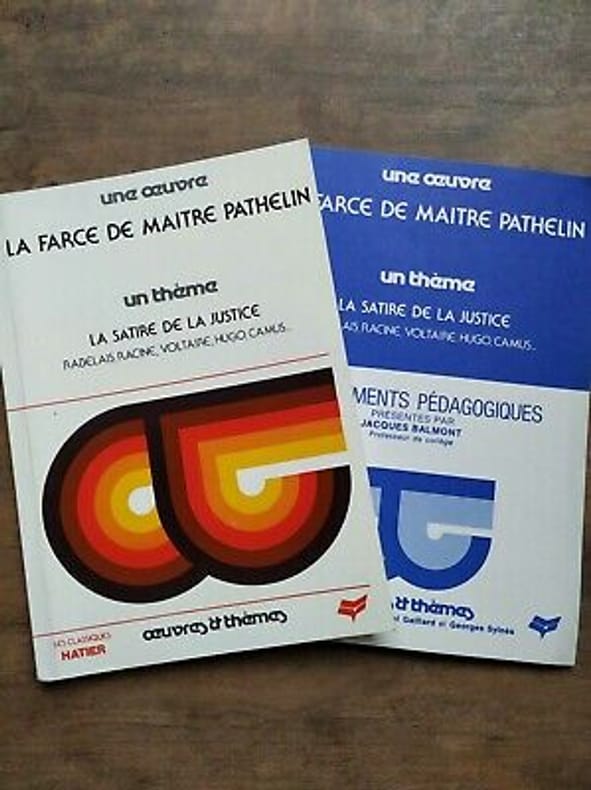 une œuvre
LA FARCE DE MAITRE PATHELIN
un thème
LA SATIRE DE LA JUSTICE
RABELAIS, RACINE, VOLTAIRE, HUGO, CAMUS...
LES CLASSIQUES
HATIER
œuvres & thèmes
une œuvre
FARCE DE MAITRE PATHELIN
un thème
LA SATIRE DE LA JUSTICE
AIS, RACINE, VOLTAIRE, HUGO, CAMUS...
MENTS PÉDAGOGIQUES
PRÉSENTÉS PAR
JACQUES BALMONT
Professeur de collège
s & thèmes
Gaillard et Georges Sylnès